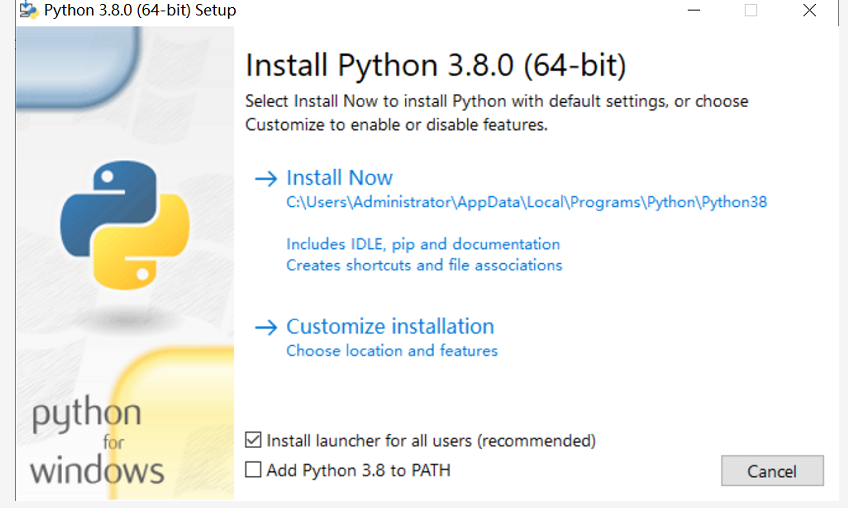 Python 3.8.0 (64-bit) Setup
Install Python 3.8.0 (64-bit)
Select Install Now to install Python with default settings, or choose
Customize to enable or disable features.
Install Now
C:\Users\Administrator\AppData\Local\Programs\Python\Python38
Includes IDLE, pip and documentation
Creates shortcuts and file associations
Customize installation
Choose location and features
python
for
windows
Install launcher for all users (recommended)
Add Python 3.8 to PATH
Cancel